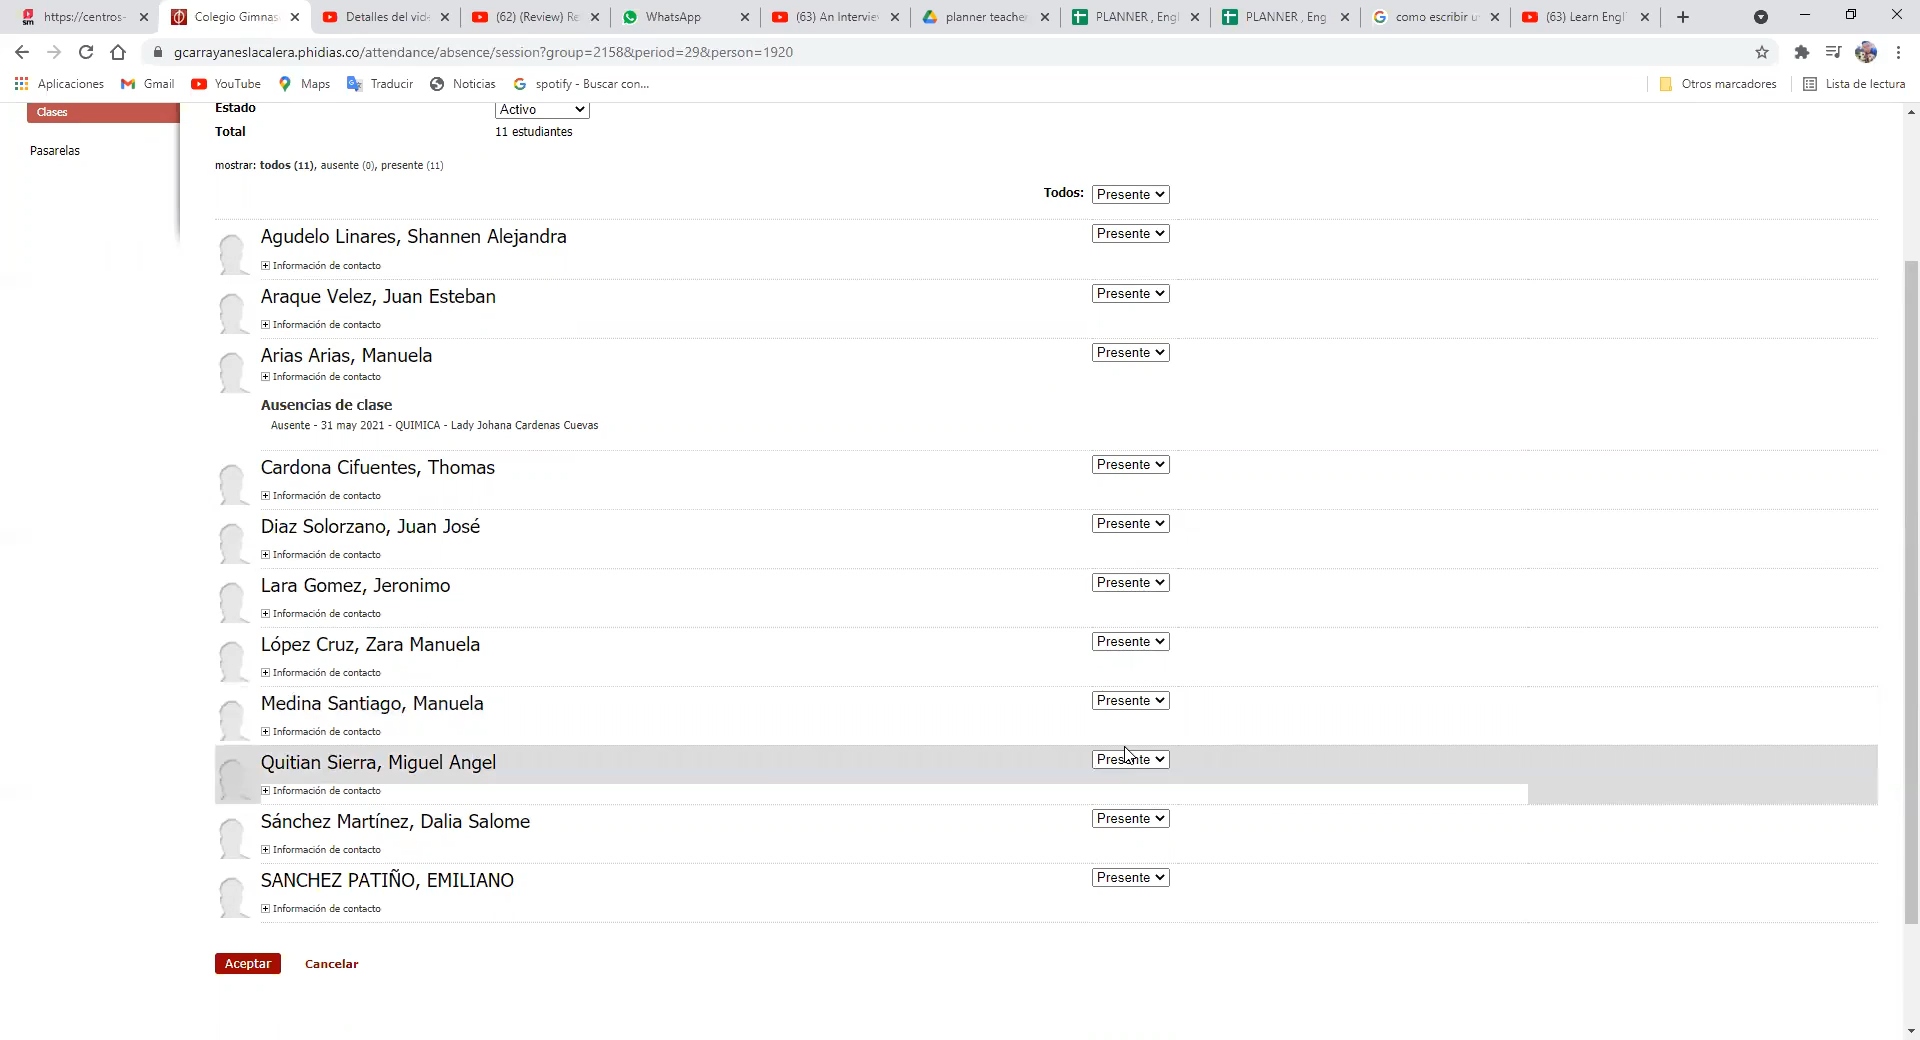 https://centros-
Colegio Gimnas
Detalles del vid
(62) (Review) Re
WhatsApp
(63) An Intervie
planner teache
PLANNER , Engl
PLANNER , Eng
como escribir u
(63) Learn Engl
gcarrayaneslacalera.phidias.co/attendance/absence/session?group=2158&period=29&person=1920
Aplicaciones
Gmail
YouTube
Maps
Traducir
Noticias
spotify - Buscar con...
Otros marcadores
Lista de lectura
Clases
Pasarelas
Estado
Activo
Total
11 estudiantes
mostrar: todos (11), ausente (0), presente (11)
Todos: Presente
Agudelo Linares, Shannen Alejandra
Presente
Información de contacto
Araque Velez, Juan Esteban
Presente
Información de contacto
Arias Arias, Manuela
Presente
Información de contacto
Ausencias de clase
Ausente - 31 may 2021 - QUIMICA - Lady Johana Cardenas Cuevas
Cardona Cifuentes, Thomas
Presente
Información de contacto
Diaz Solorzano, Juan José
Presente
Información de contacto
Lara Gomez, Jeronimo
Presente
Información de contacto
López Cruz, Zara Manuela
Presente
Información de contacto
Medina Santiago, Manuela
Presente
Información de contacto
Quitian Sierra, Miguel Angel
Presente
Información de contacto
Sánchez Martínez, Dalia Salome
Presente
Información de contacto
SANCHEZ PATIÑO, EMILIANO
Presente
Información de contacto
Aceptar
Cancelar